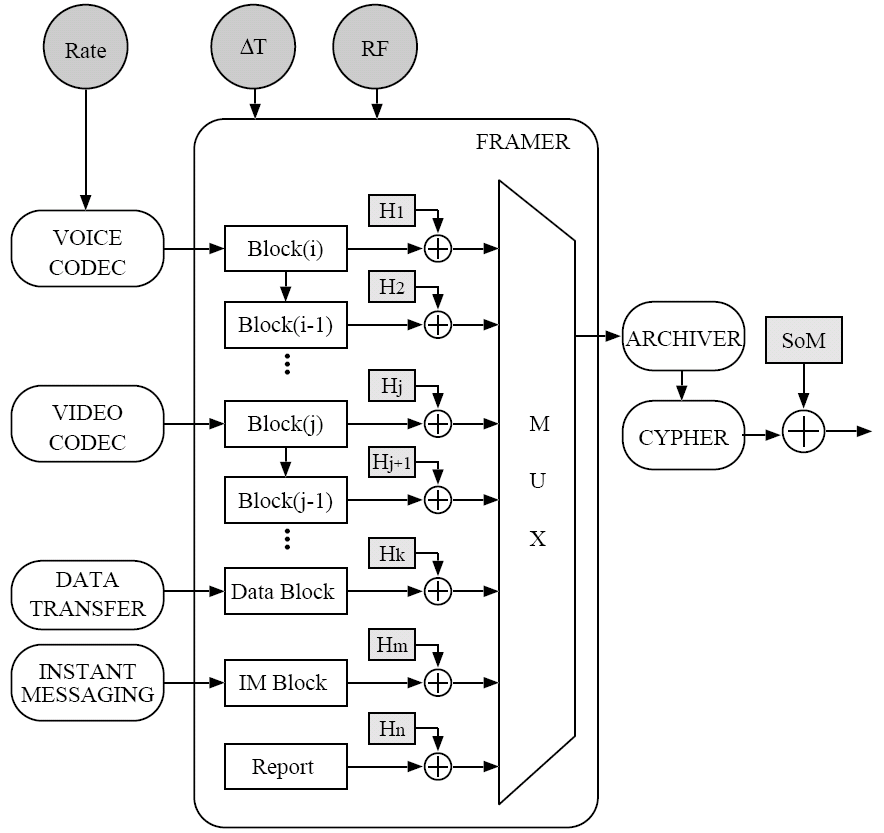 Rate
ΔT
RF
FRAMER
VOICE
CODEC
Block(i)
H1
Block(i-1)
H2
VIDEO
CODEC
Block(j)
Hj
Block(j-1)
Hj+1
DATA
TRANSFER
Data Block
Hk
INSTANT
MESSAGING
IM Block
Hm
Report
Hn
M
U
X
ARCHIVER
CYPHER
SoM